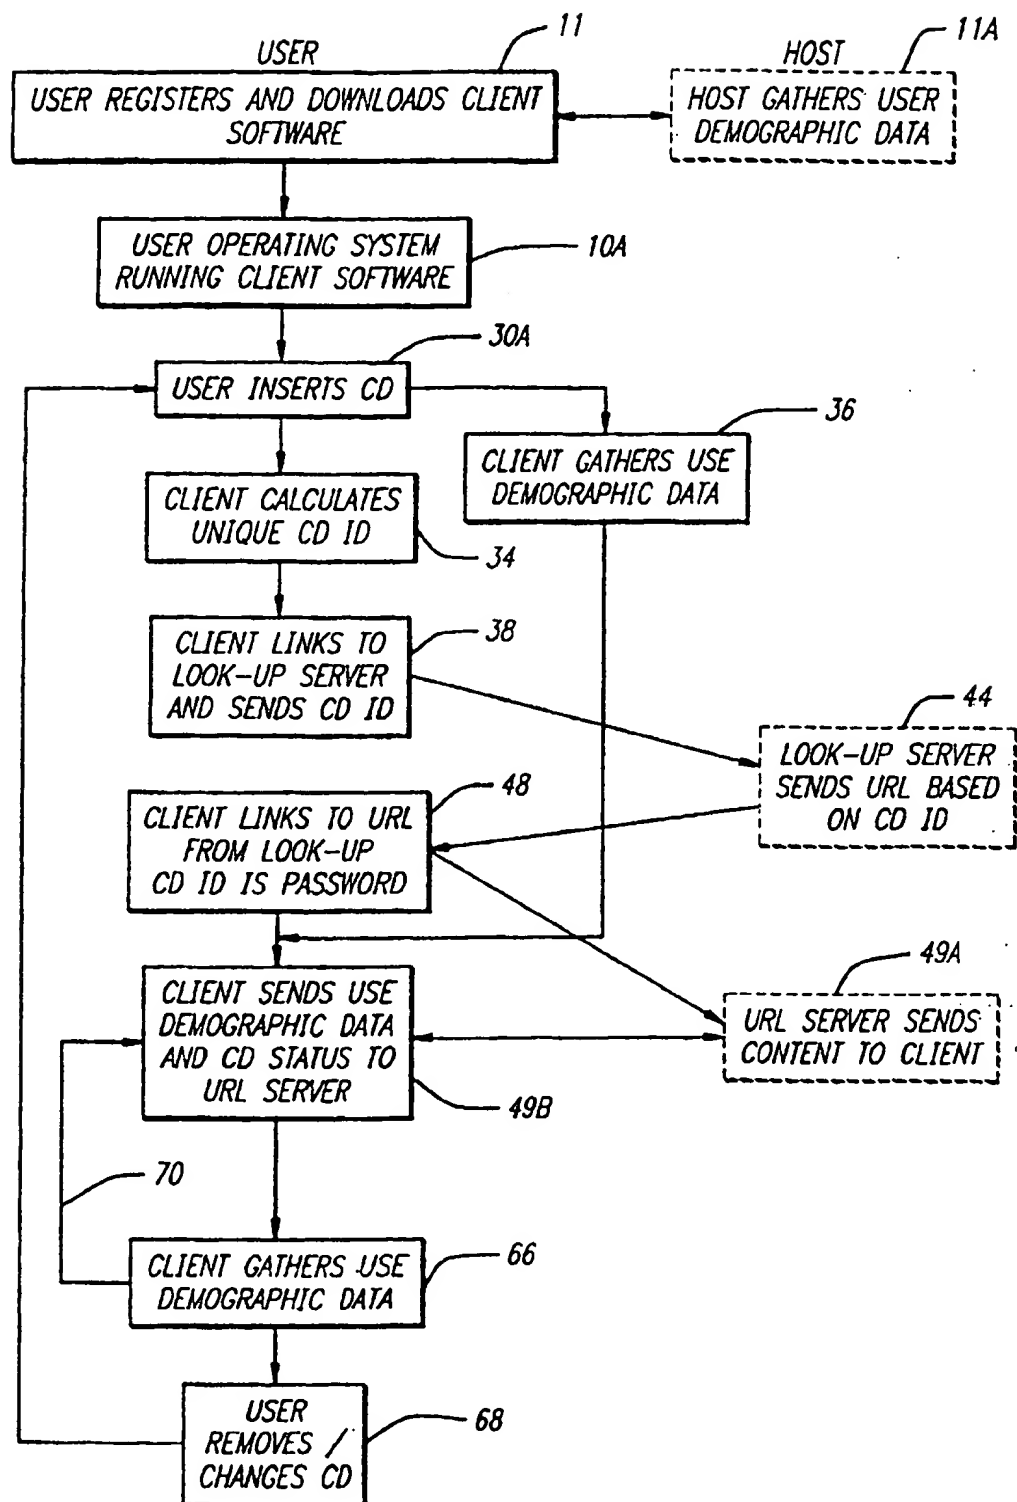 11
11A
USER
HOST
USER REGISTERS AND DOWNLOADS CLIENT
SOFTWARE
HOST GATHERS USER
DEMOGRAPHIC DATA
USER OPERATING SYSTEM
RUNNING CLIENT SOFTWARE
10A
30A
USER INSERTS CD
36
CLIENT GATHERS USE
DEMOGRAPHIC DATA
CLIENT CALCULATES
UNIQUE CD ID
34
CLIENT LINKS TO
LOOK-UP SERVER
AND SENDS CD ID
38
44
LOOK-UP SERVER
SENDS URL BASED
ON CD ID
48
CLIENT LINKS TO URL
FROM LOOK-UP
CD ID IS PASSWORD
49A
URL SERVER SENDS
CONTENT TO CLIENT
CLIENT SENDS USE
DEMOGRAPHIC DATA
AND CD STATUS TO
URL SERVER
49B
70
CLIENT GATHERS USE
DEMOGRAPHIC DATA
66
USER
REMOVES /
CHANGES CD
68